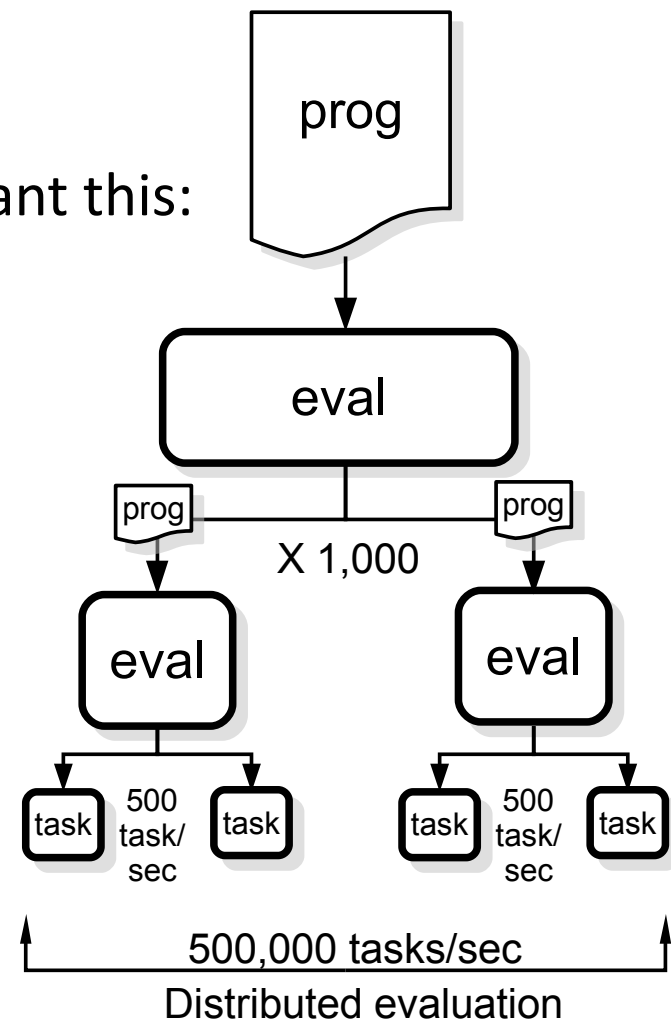 prog
ant this:
eval
prog
prog
X 1,000
eval
eval
task
500
task/
sec
task
task
500
task/
sec
task
500,000 tasks/sec
Distributed evaluation